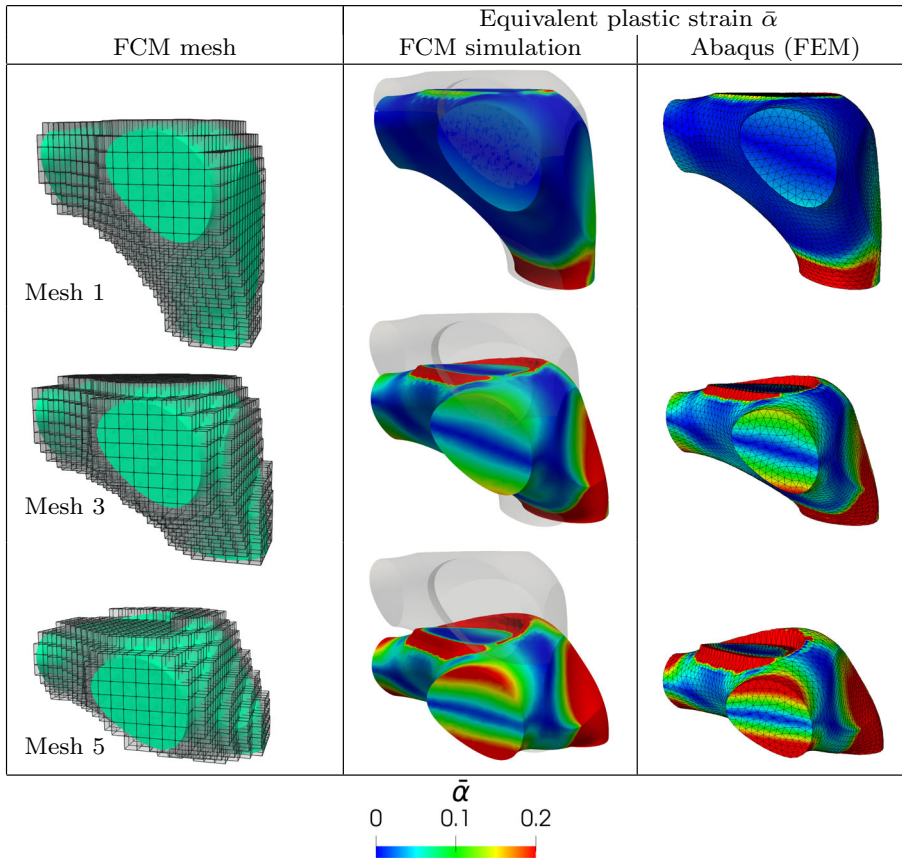 Equivalent plastic strain ᾱ
FCM mesh FCM simulation Abaqus (FEM)
Mesh 1
Mesh 3
Mesh 5
ᾱ
0 0.1 0.2